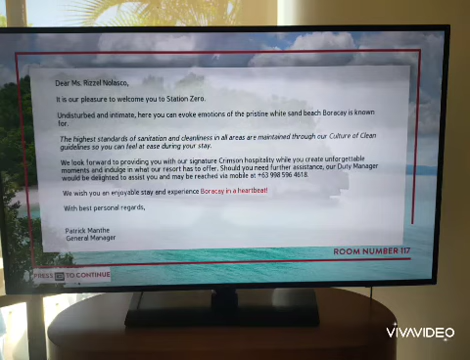 Dear Ms. Rizzel Nolasco,
It is our pleasure to welcome you to Station Zero.
Undisturbed and intimate, here you can evoke emotions of the pristine white sand beach Boracay is known
for.
The highest standards of sanitation and cleanliness in all areas are maintained through our Culture of Clean
guidelines so you can feel at ease during your stay.
We look forward to providing you with our signature Crimson hospitality while you create unforgettable
moments and indulge in what our resort has to offer. Should you need further assistance, our Duty Manager
would be delighted to assist you and may be reached via mobile at +63 998 596 4618.
We wish you an enjoyable stay and experience Boracay in a heartbeat!
With best personal regards,
Patrick Manthe
General Manager
ROOM NUMBER 117
PRESS TO CONTINUE
VIVAVIDEO